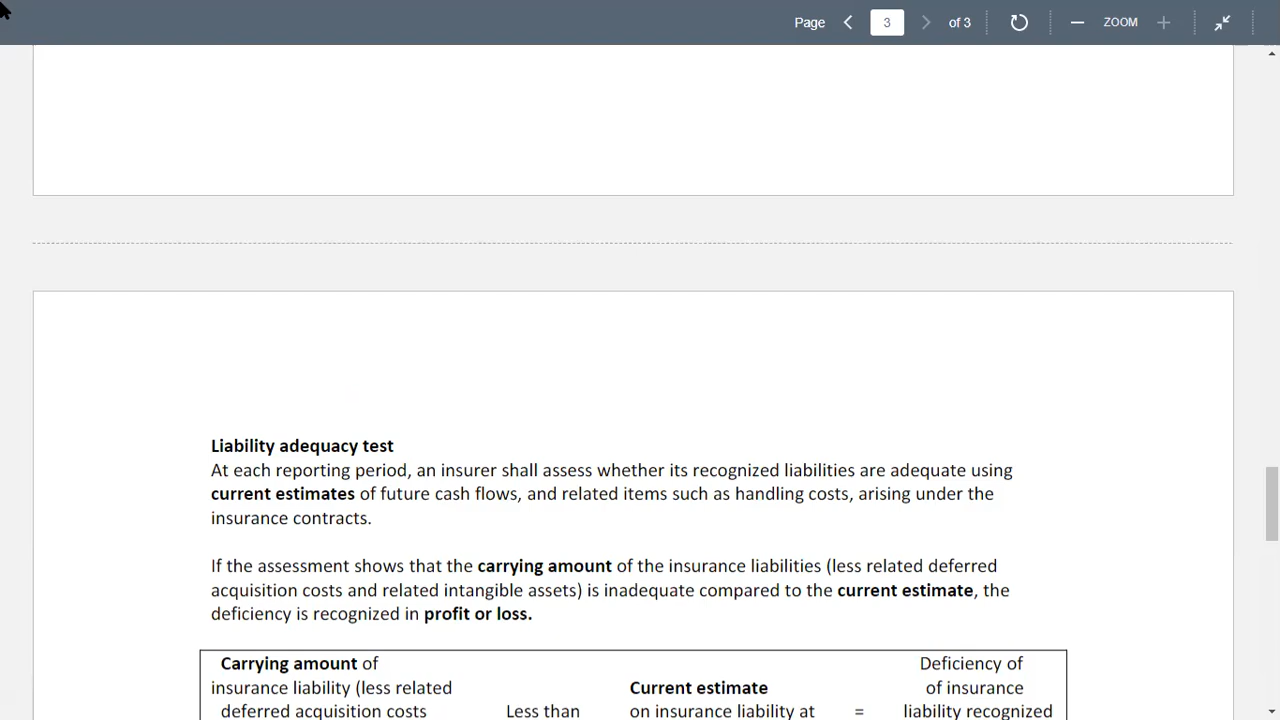 Page 3 of 3 ZOOM
Liability adequacy test
At each reporting period, an insurer shall assess whether its recognized liabilities are adequate using
current estimates of future cash flows, and related items such as handling costs, arising under the
insurance contracts.
If the assessment shows that the carrying amount of the insurance liabilities (less related deferred
acquisition costs and related intangible assets) is inadequate compared to the current estimate, the
deficiency is recognized in profit or loss.
Carrying amount of Deficiency of
insurance liability (less related Current estimate of insurance
deferred acquisition costs Less than on insurance liability at = liability recognized